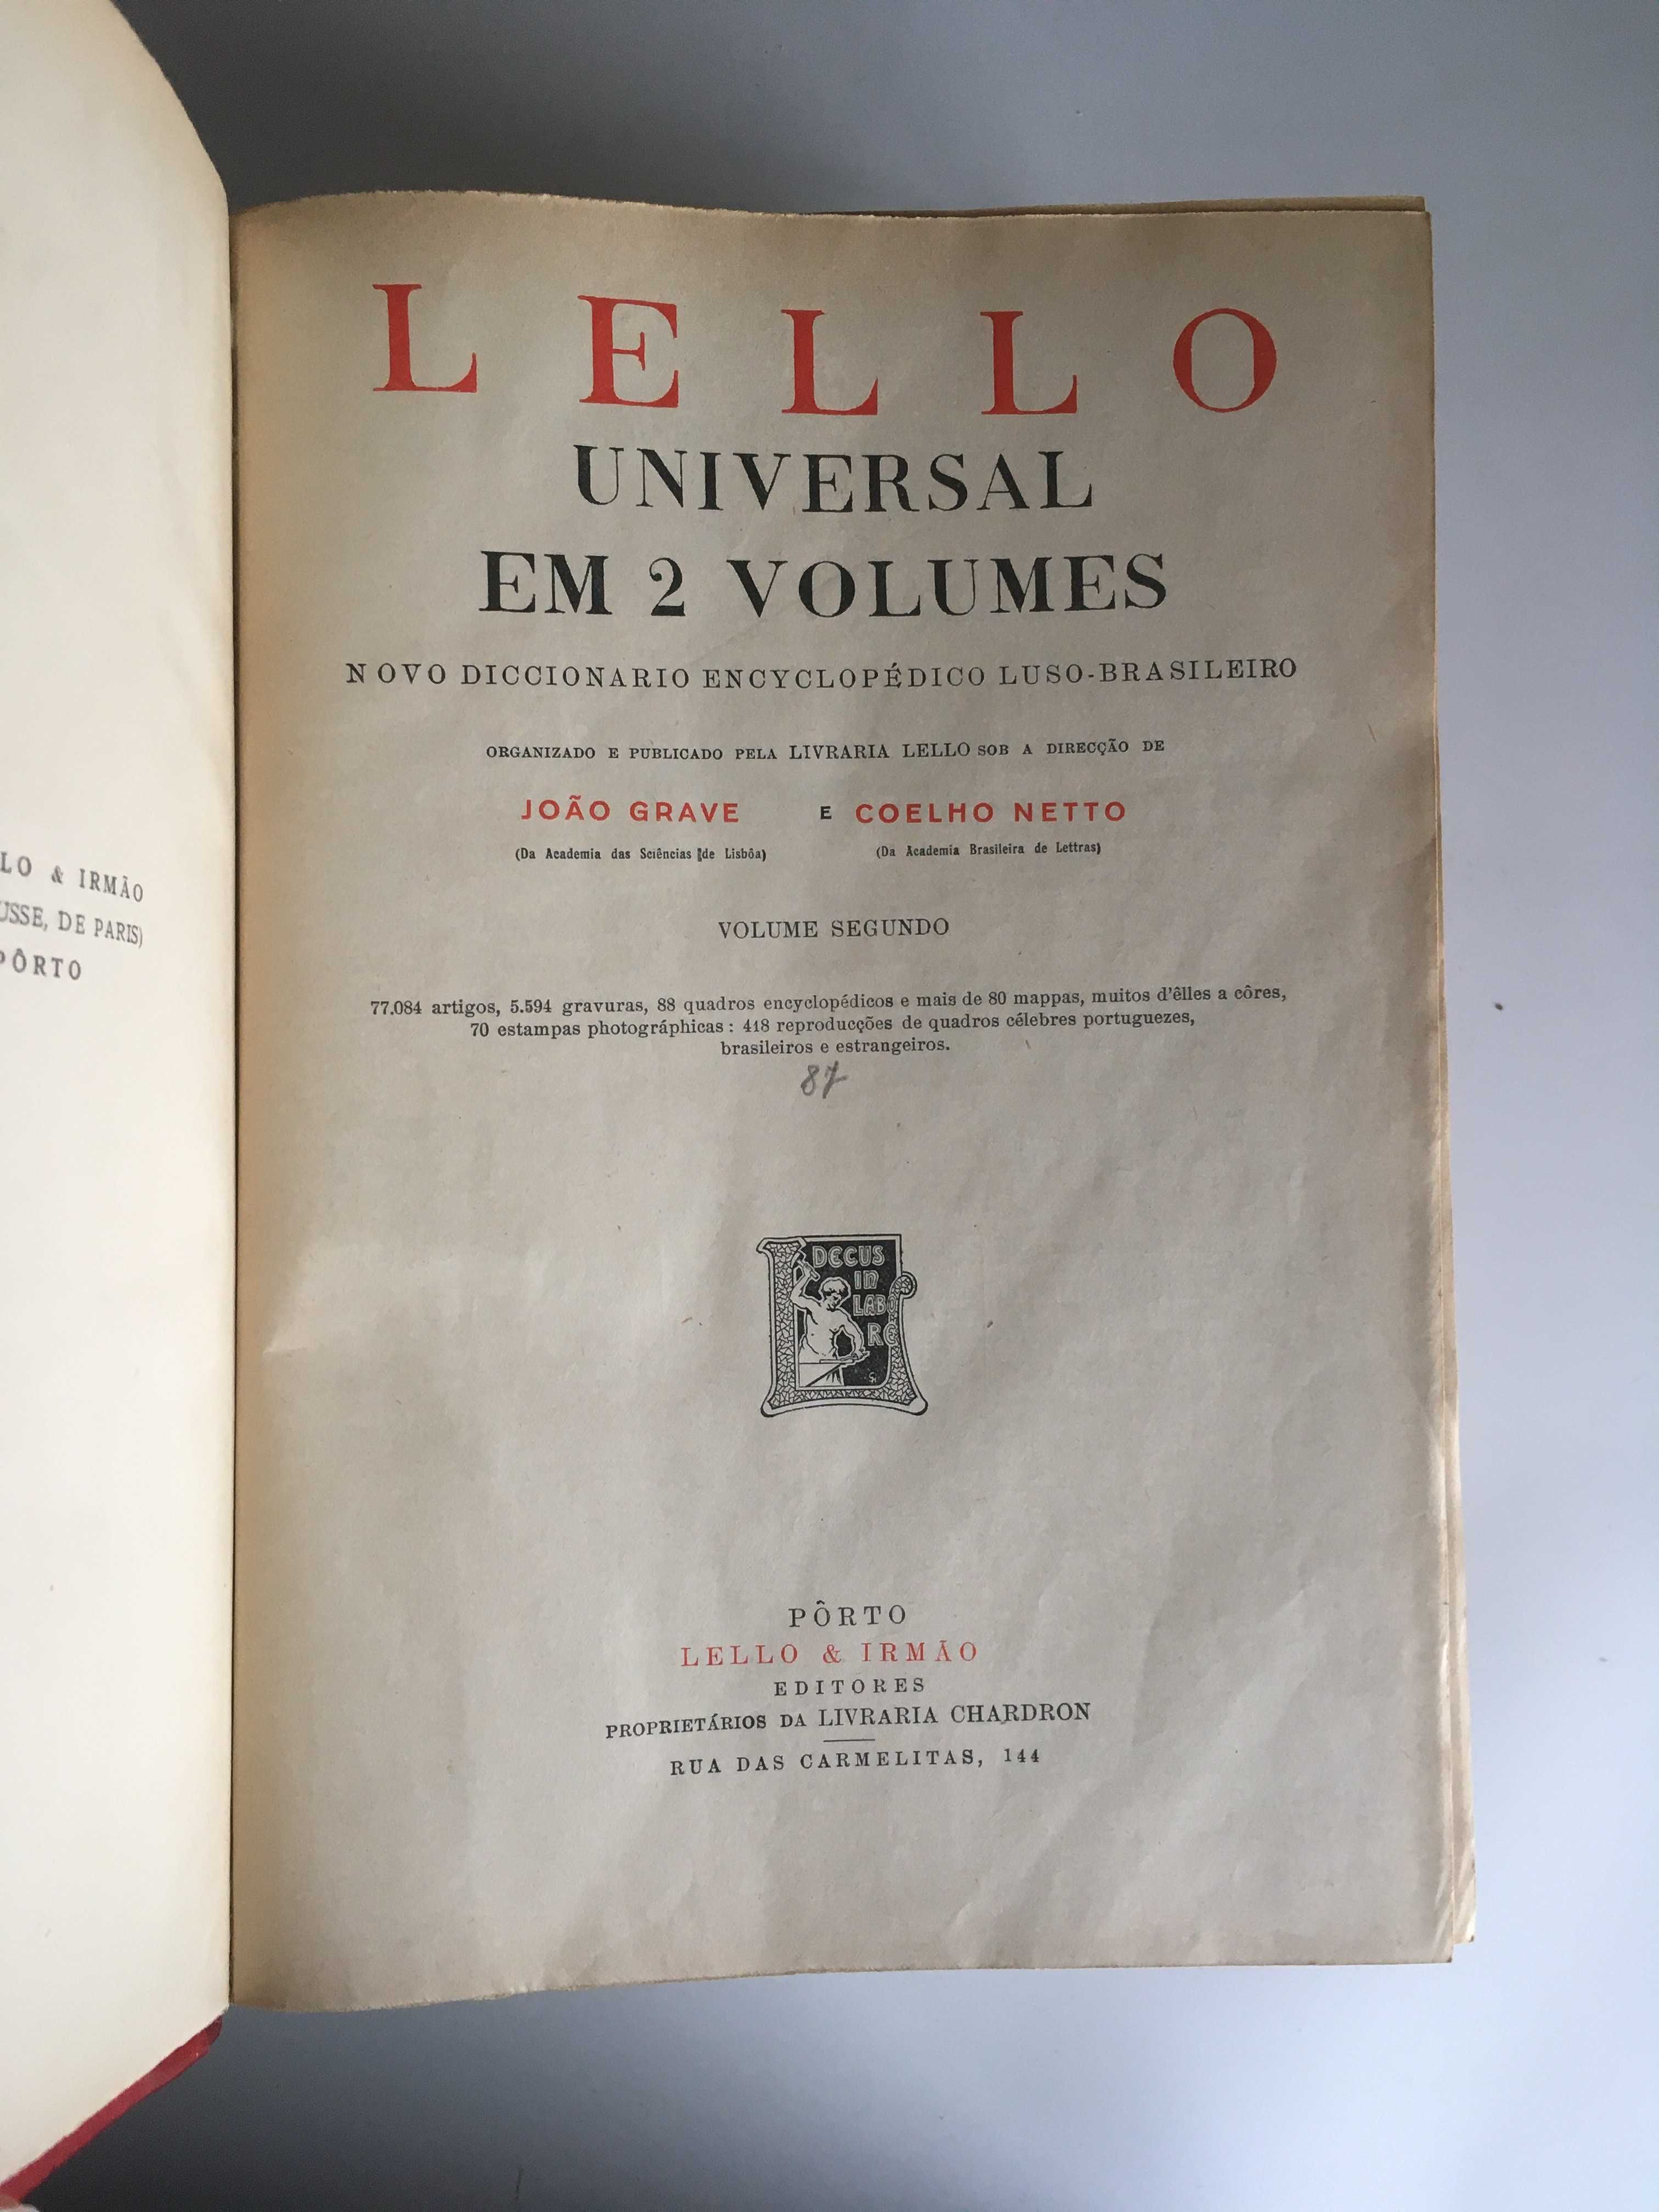 LO & IRMÃO
USSE, DE PARIS)
PÔRTO
LELLO
UNIVERSAL
EM 2 VOLUMES
NOVO DICCIONARIO ENCYCLOPÉDICO LUSO-BRASILEIRO
ORGANIZADO E PUBLICADO PELA LIVRARIA LELLO SOB A DIRECÇÃO DE
JOÃO GRAVE E COELHO NETTO
(Da Academia das Sciências de Lisbôa) (Da Academia Brasileira de Lettras)
VOLUME SEGUNDO
77.084 artigos, 5.594 gravuras, 88 quadros encyclopédicos e mais de 80 mappas, muitos d'êlles a côres,
70 estampas photográphicas : 418 reproducções de quadros célebres portuguezes,
brasileiros e estrangeiros.
87
DECUS
IN
LABO
RE
PÔRTO
LELLO & IRMÃO
EDITORES
PROPRIETÁRIOS DA LIVRARIA CHARDRON
RUA DAS CARMELITAS, 144